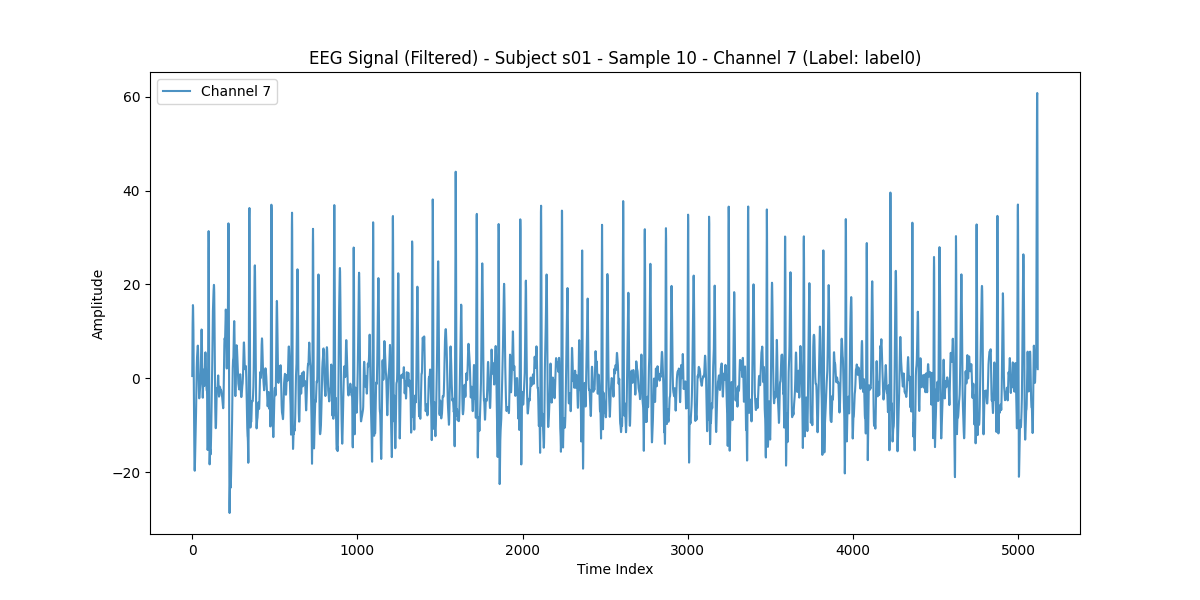 EEG Signal (Filtered) - Subject s01 - Sample 10 - Channel 7 (Label: label0)
Channel 7
60
40
20
0
−20
Amplitude
0 1000 2000 3000 4000 5000
Time Index